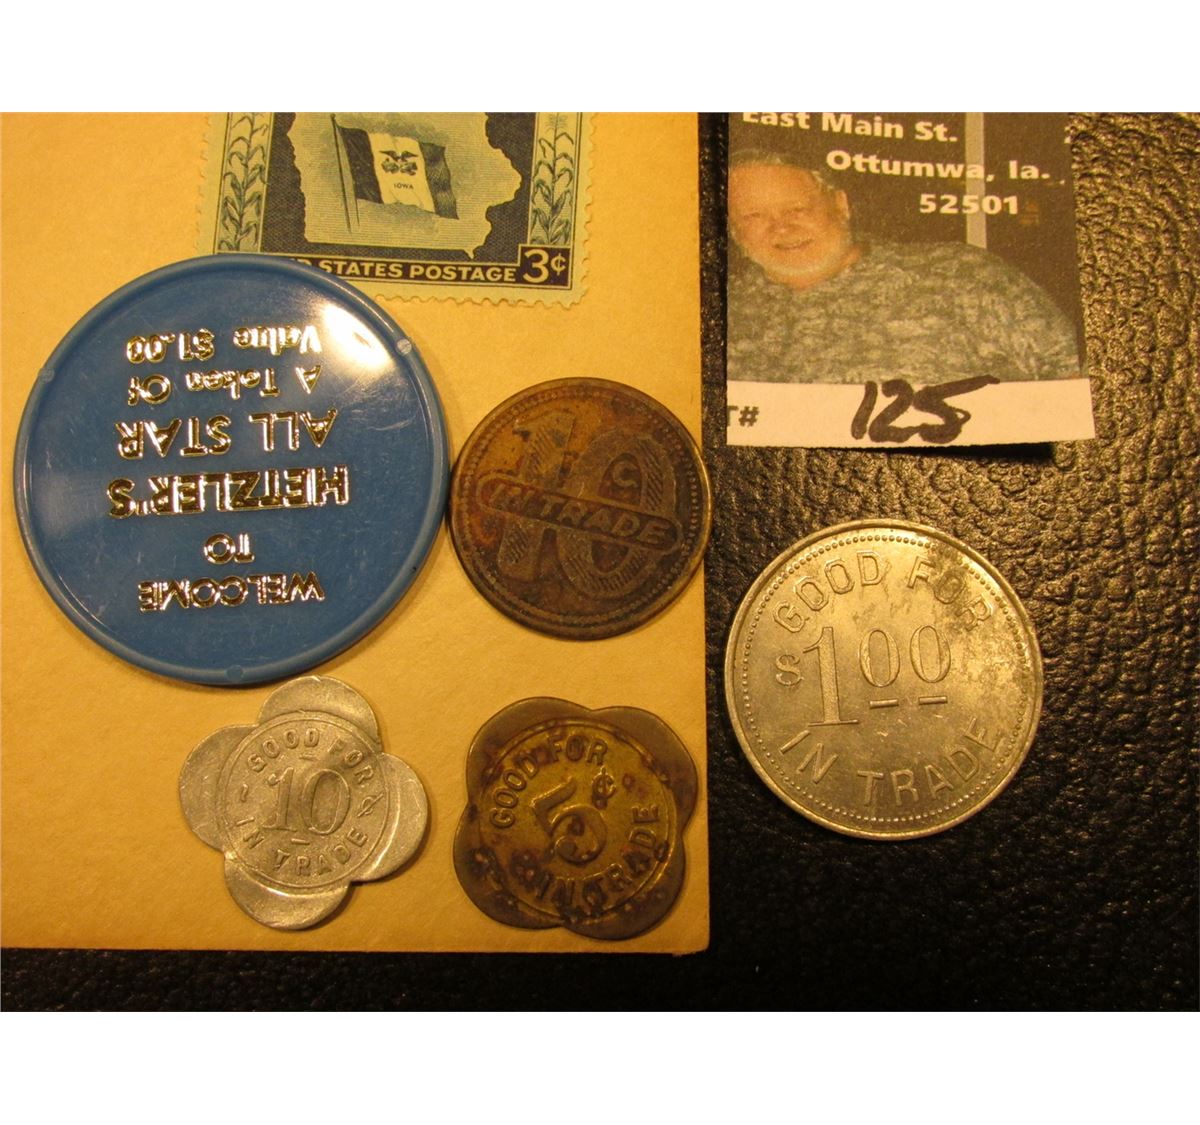 IOWA
STATES POSTAGE 3¢
East Main St.
Ottumwa, Ia.
52501
T# 125
WELCOME
TO
HETZLER'S
ALL STAR
A Token Of
Value $1.00
10 C
IN TRADE
GOOD FOR
$1 00
IN TRADE
GOOD FOR
10
IN TRADE
GOOD FOR
5¢
IN TRADE